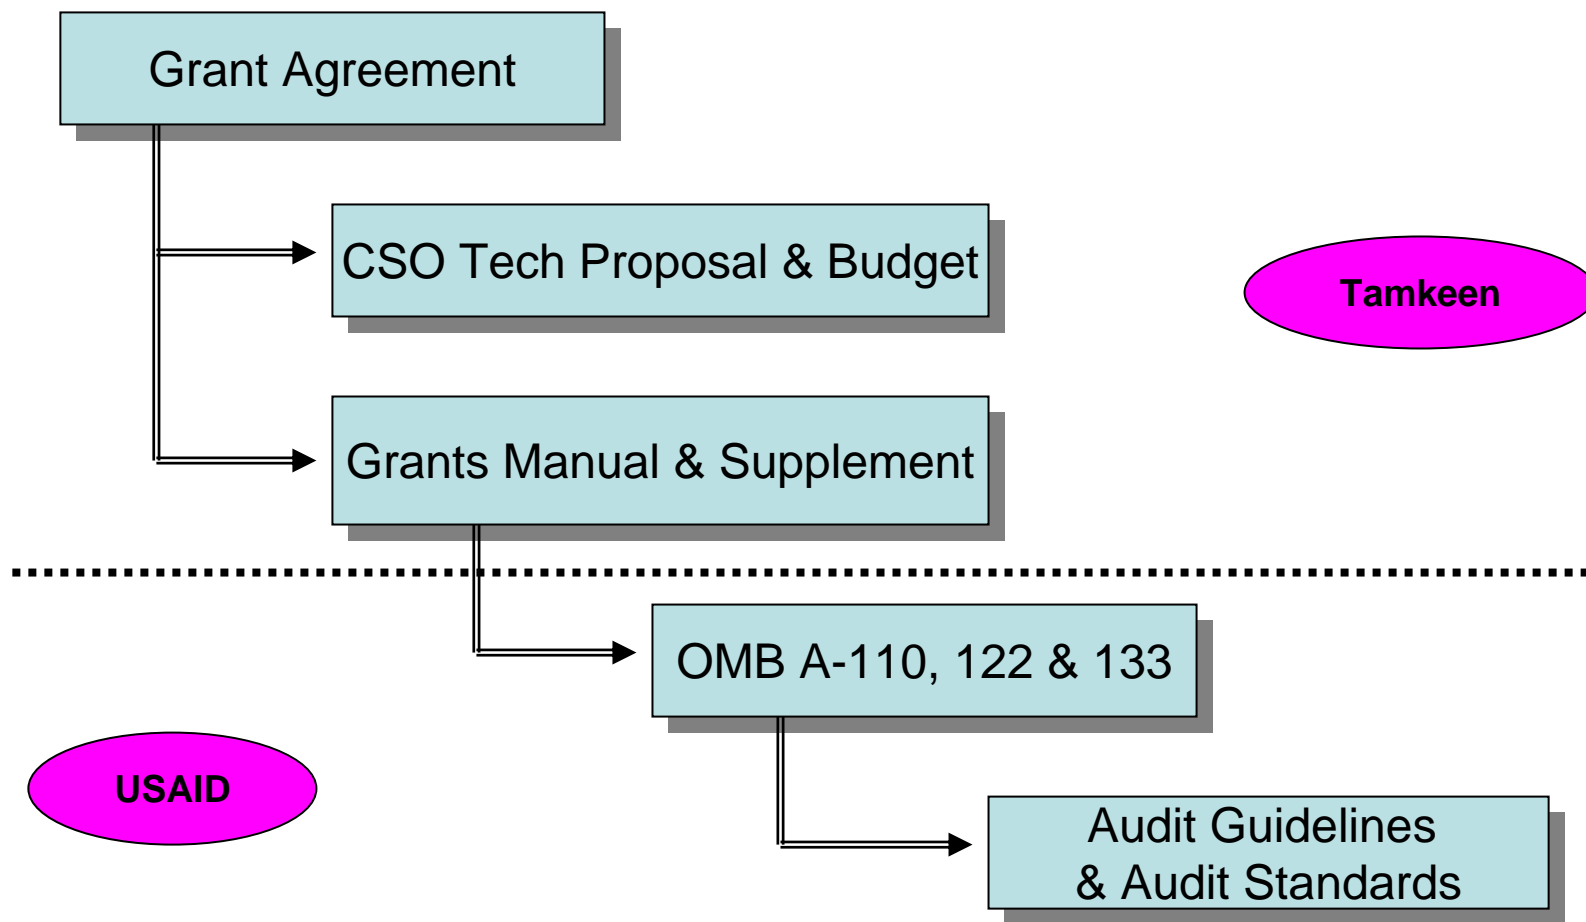 Grant Agreement
CSO Tech Proposal & Budget
Tamkeen
Grants Manual & Supplement
OMB A-110, 122 & 133
USAID
Audit Guidelines
& Audit Standards